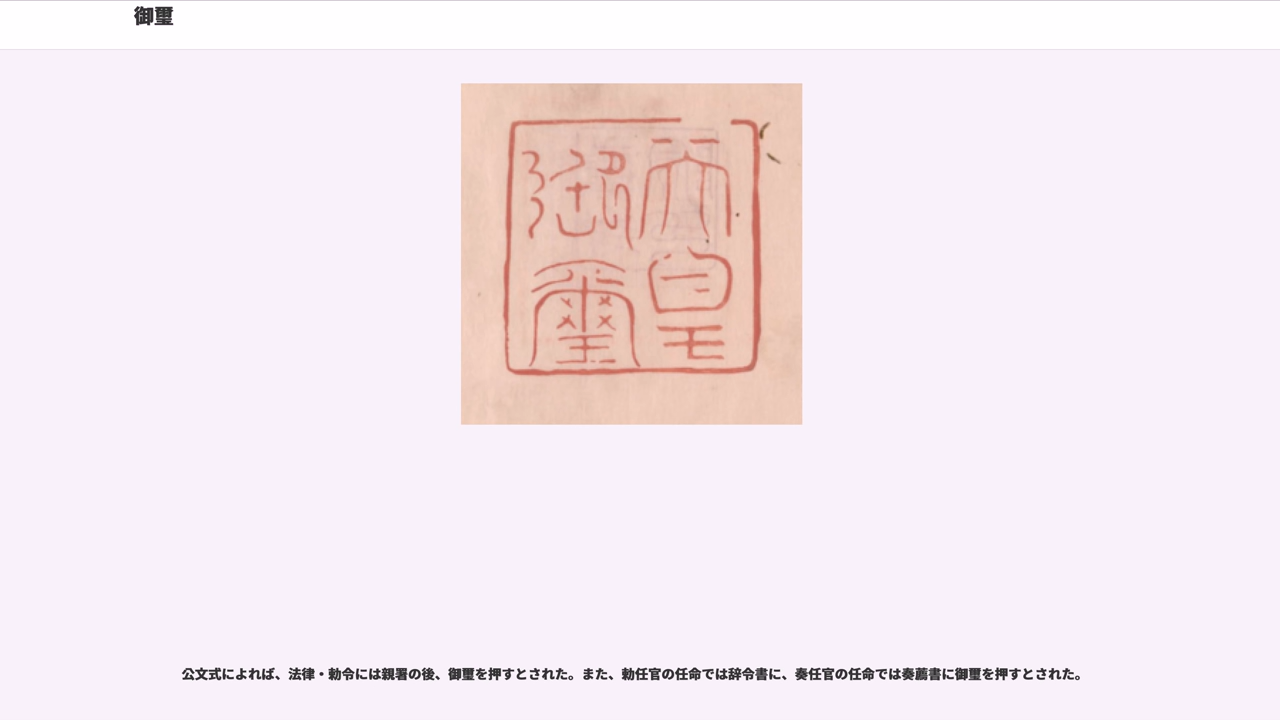 御璽
天皇
御璽
公文式によれば、法律・勅令には親署の後、御璽を押すとされた。また、勅任官の任命では辞令書に、奏任官の任命では奏薦書に御璽を押すとされた。